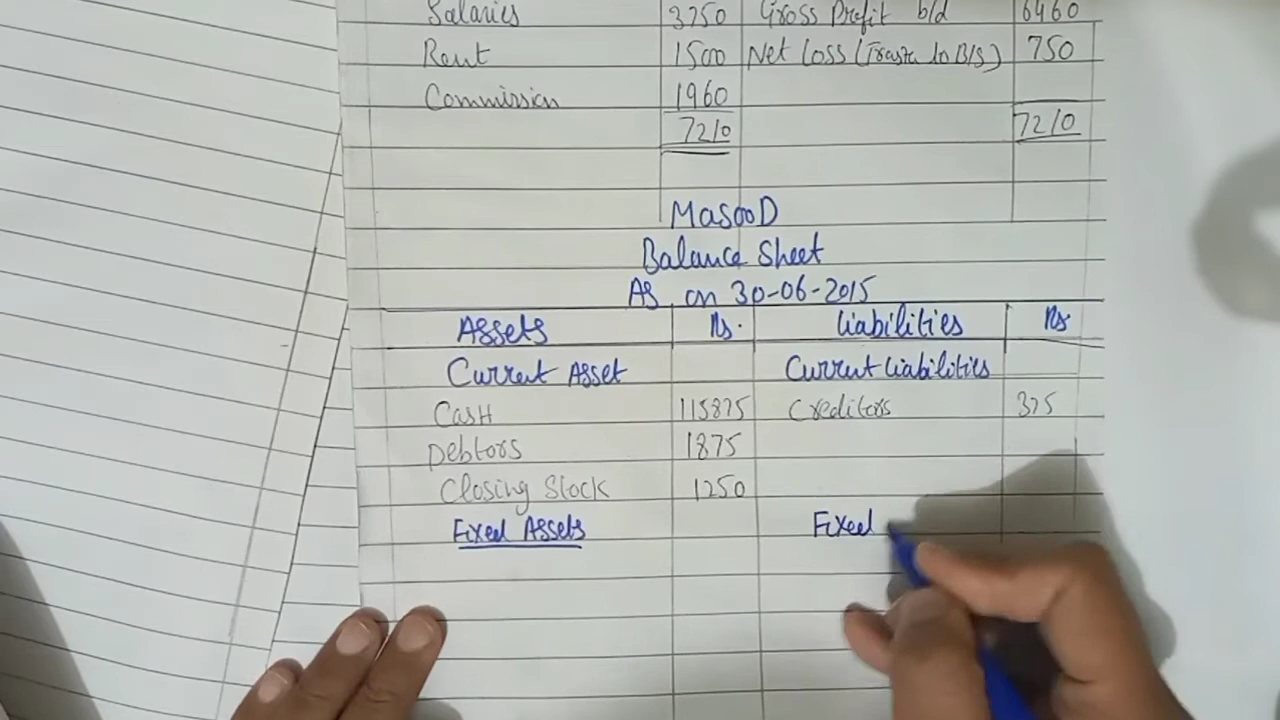 Salaries 3750 Gross Profit b/d 6460
Rent 1500 Net Loss ( to B/S) 750
Commission 1960
7210 7210
MasooD
Balance Sheet
As on 30-06-2015
Assets Rs. Liabilities Rs
Current Asset Current Liabilities
Cash 115875 Creditors 375
Debtors 1875
Closing Stock 1250
Fixed Assets Fixed